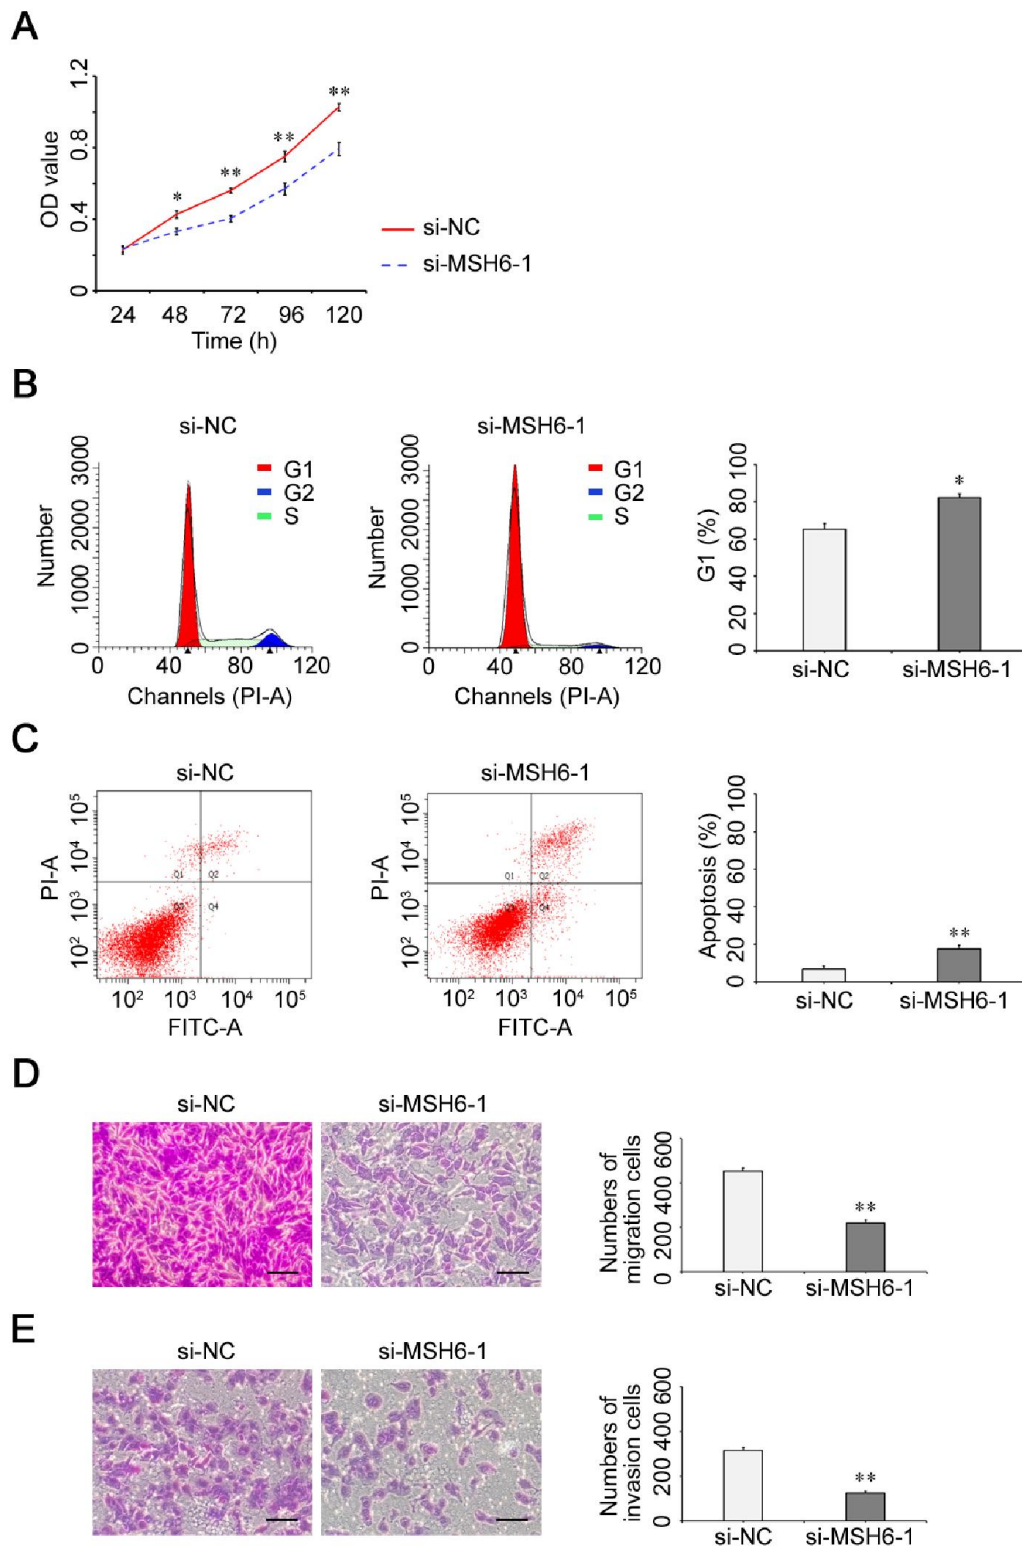 A
1.2
0.8
0.4
0
OD value
*
**
**
**
24 48 72 96 120
Time (h)
si-NC
si-MSH6-1
B
si-NC
3000
2000
1000
0
Number
G1
G2
S
0 40 80 120
Channels (PI-A)
si-MSH6-1
3000
2000
1000
0
Number
G1
G2
S
0 40 80 120
Channels (PI-A)
100
80
60
40
20
0
G1 (%)
*
si-NC si-MSH6-1
C
si-NC
10⁵
10⁴
10³
10²
PI-A
Q1 Q2
Q3 Q4
10² 10³ 10⁴ 10⁵
FITC-A
si-MSH6-1
10⁵
10⁴
10³
10²
PI-A
Q1 Q2
Q4
10² 10³ 10⁴ 10⁵
FITC-A
100
80
60
40
20
0
Apoptosis (%)
**
si-NC si-MSH6-1
D
si-NC
si-MSH6-1
Numbers of
migration cells
600
400
200
0
**
si-NC si-MSH6-1
E
si-NC
si-MSH6-1
Numbers of
invasion cells
600
400
200
0
**
si-NC si-MSH6-1